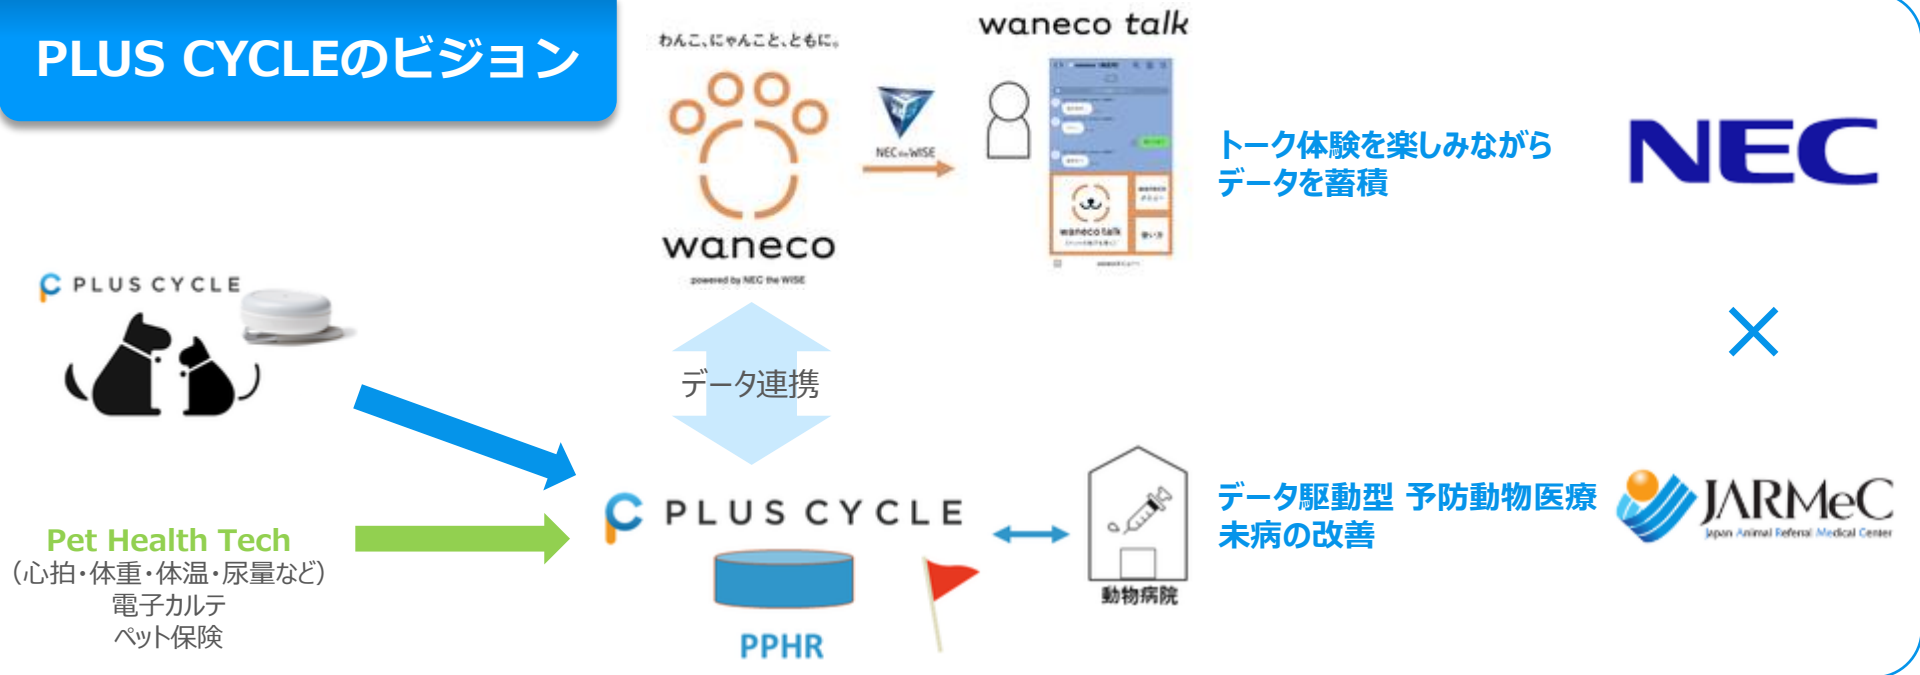 PLUS CYCLEのビジョン
わんこ、にゃんこと、ともに。
waneco
powered by NEC the WISE
NEC the WISE
waneco talk
waneco talk
使い方
トーク体験を楽しみながら
データを蓄積
NEC
×
PLUS CYCLE
データ連携
Pet Health Tech
（心拍・体重・体温・尿量など）
電子カルテ
ペット保険
PLUS CYCLE
PPHR
動物病院
データ駆動型 予防動物医療
未病の改善
JARMeC
Japan Animal Referral Medical Center